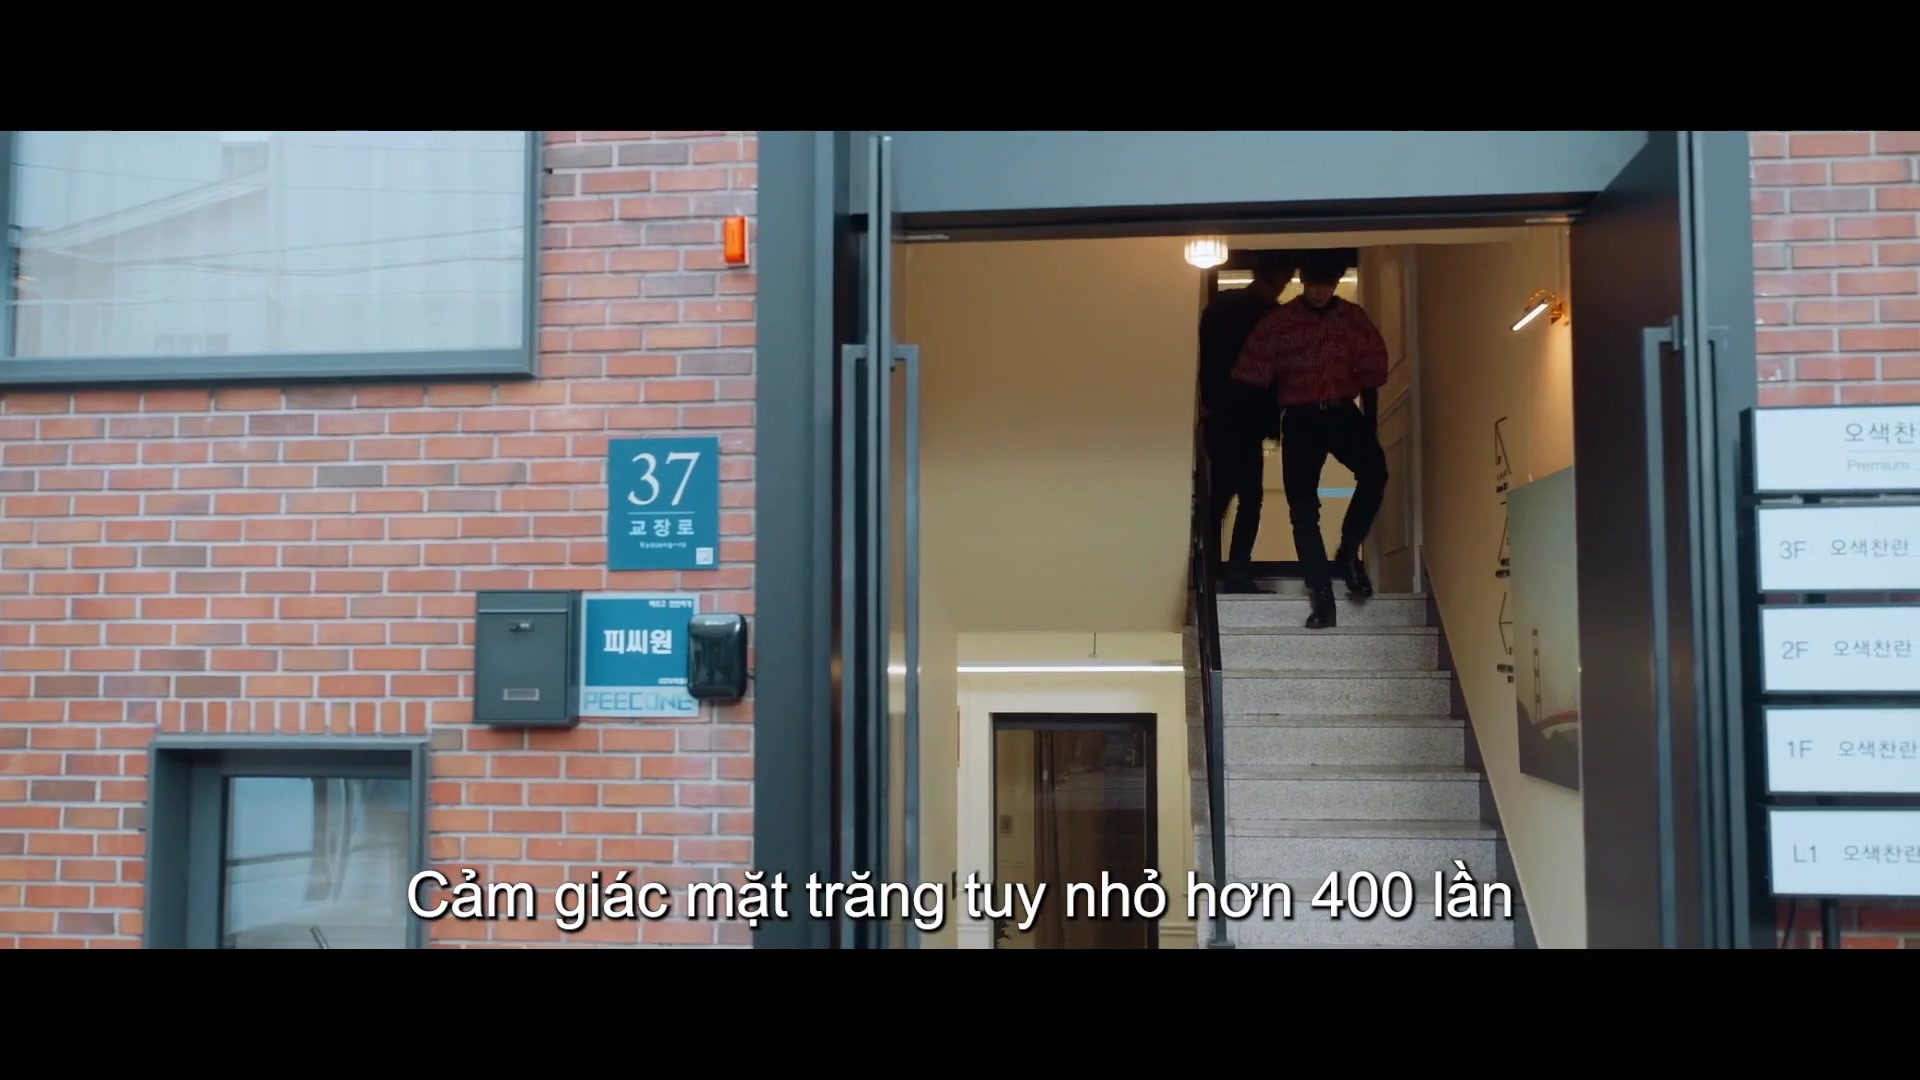 37
교장로
Kyojang-ro
피씨원
PEECONE
오색찬
Premium
3F 오색찬란
2F 오색찬란
1F 오색찬란
L1 오색찬란
Cảm giác mặt trăng tuy nhỏ hơn 400 lần